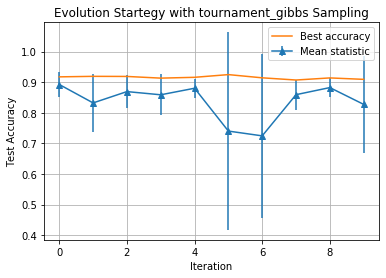 Evolution Startegy with tournament_gibbs Sampling
Best accuracy
Mean statistic
1.0
0.9
0.8
0.7
0.6
0.5
0.4
Test Accuracy
0 2 4 6 8
Iteration